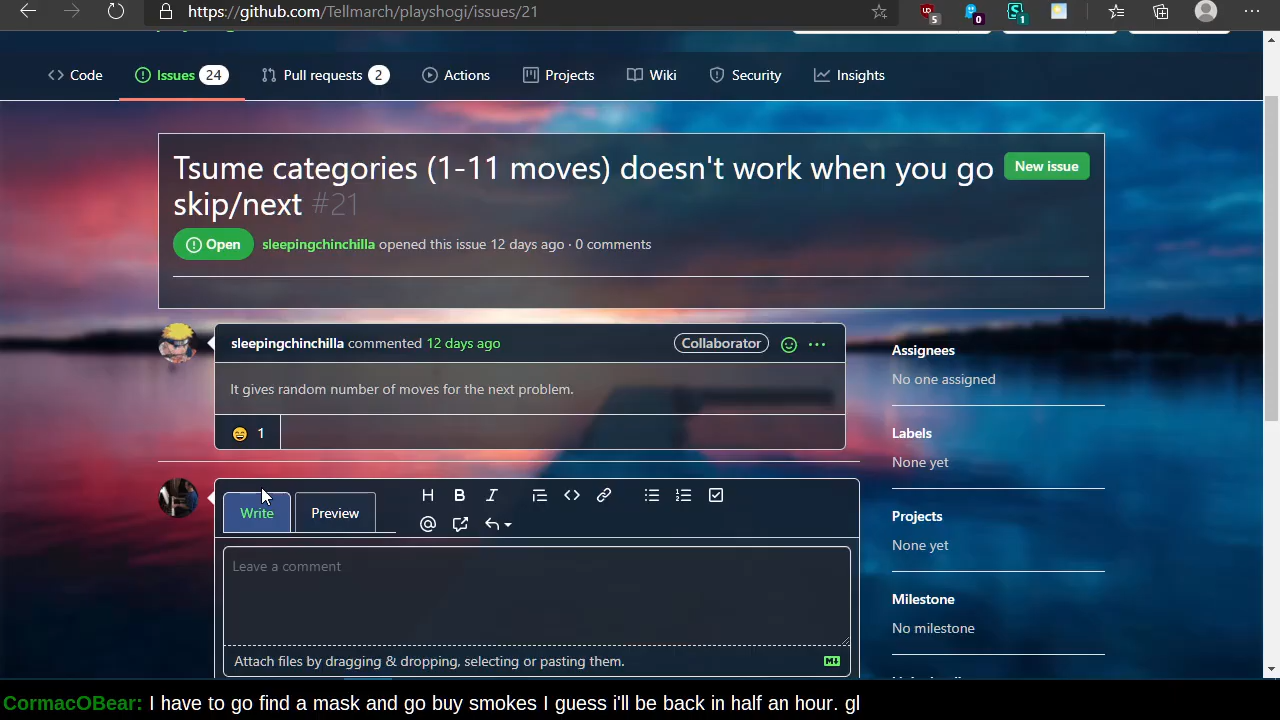 https://github.com/Tellmarch/playshogi/issues/21
5
0
1
Code
Issues 24
Pull requests 2
Actions
Projects
Wiki
Security
Insights
Tsume categories (1-11 moves) doesn't work when you go
skip/next #21
New issue
Open sleepingchinchilla opened this issue 12 days ago · 0 comments
sleepingchinchilla commented 12 days ago
Collaborator
It gives random number of moves for the next problem.
1
Write
Preview
Leave a comment
Attach files by dragging & dropping, selecting or pasting them.
Assignees
No one assigned
Labels
None yet
Projects
None yet
Milestone
No milestone
CormacOBear: I have to go find a mask and go buy smokes I guess i'll be back in half an hour. gl